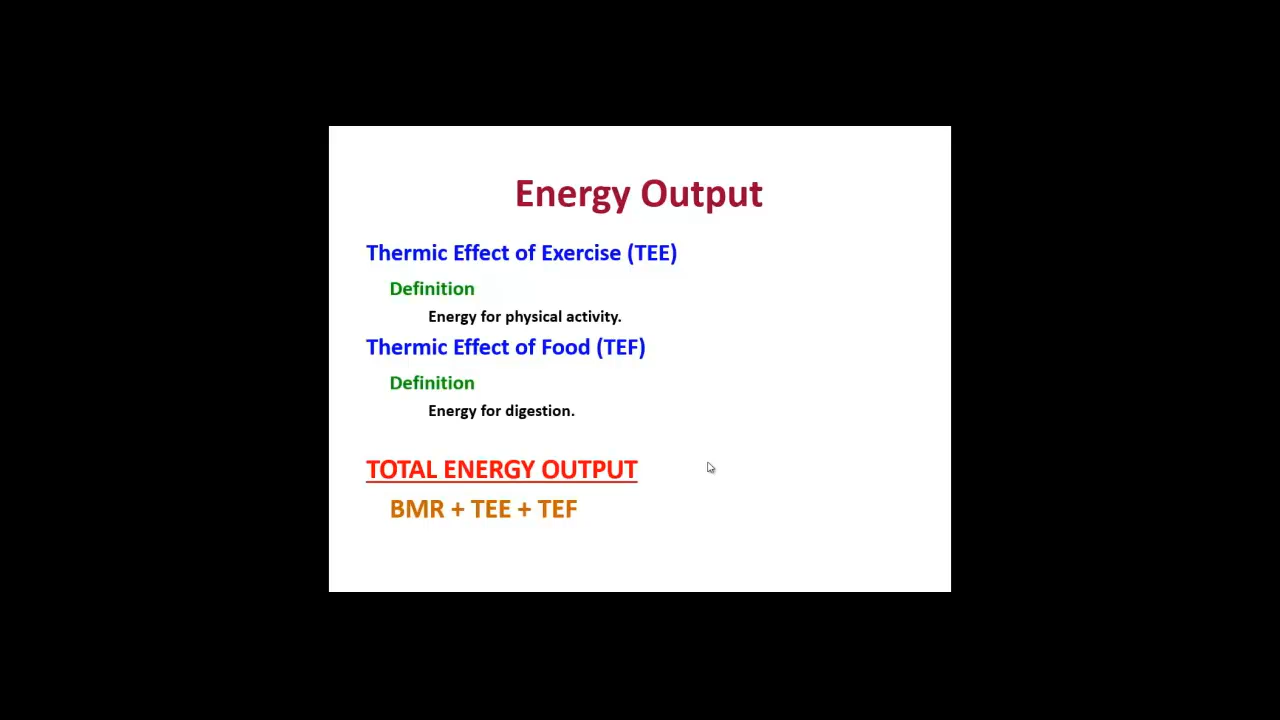 Energy Output
Thermic Effect of Exercise (TEE)
Definition
Energy for physical activity.
Thermic Effect of Food (TEF)
Definition
Energy for digestion.
TOTAL ENERGY OUTPUT
BMR + TEE + TEF